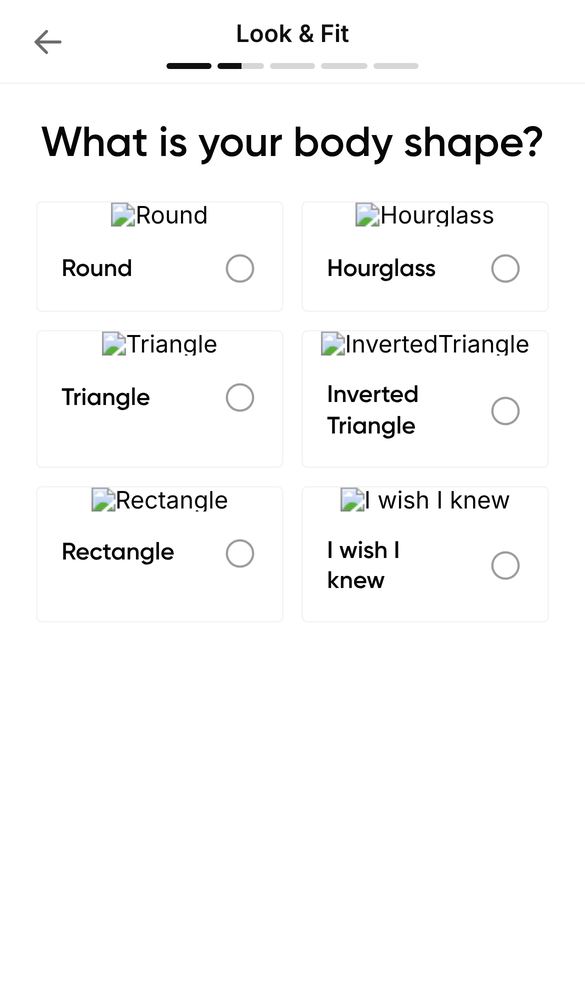 Look & Fit
What is your body shape?
Round
Hourglass
Round
Hourglass
Triangle
InvertedTriangle
Triangle
Inverted
Triangle
Rectangle
I wish I knew
Rectangle
I wish I
knew